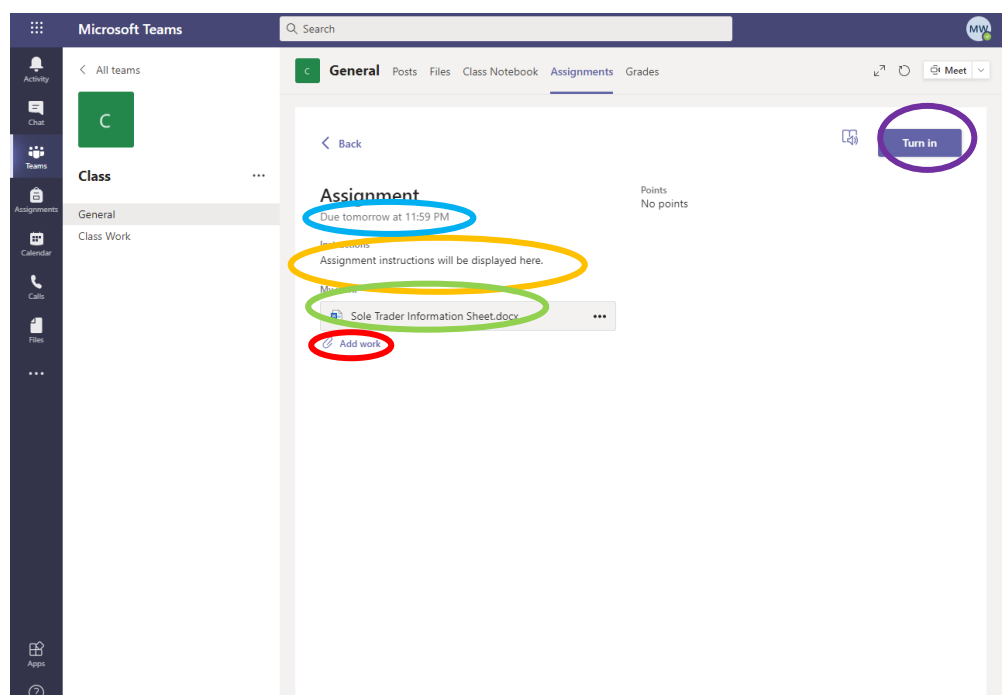 Microsoft Teams
Search
MW
Activity
Chat
Teams
Assignments
Calendar
Calls
Files
Apps
All teams
C
Class
General
Class Work
C General Posts Files Class Notebook Assignments Grades
Meet
Back
Turn in
Assignment
Due tomorrow at 11:59 PM
Points
No points
Instructions
Assignment instructions will be displayed here.
Sole Trader Information Sheet.docx
Add work